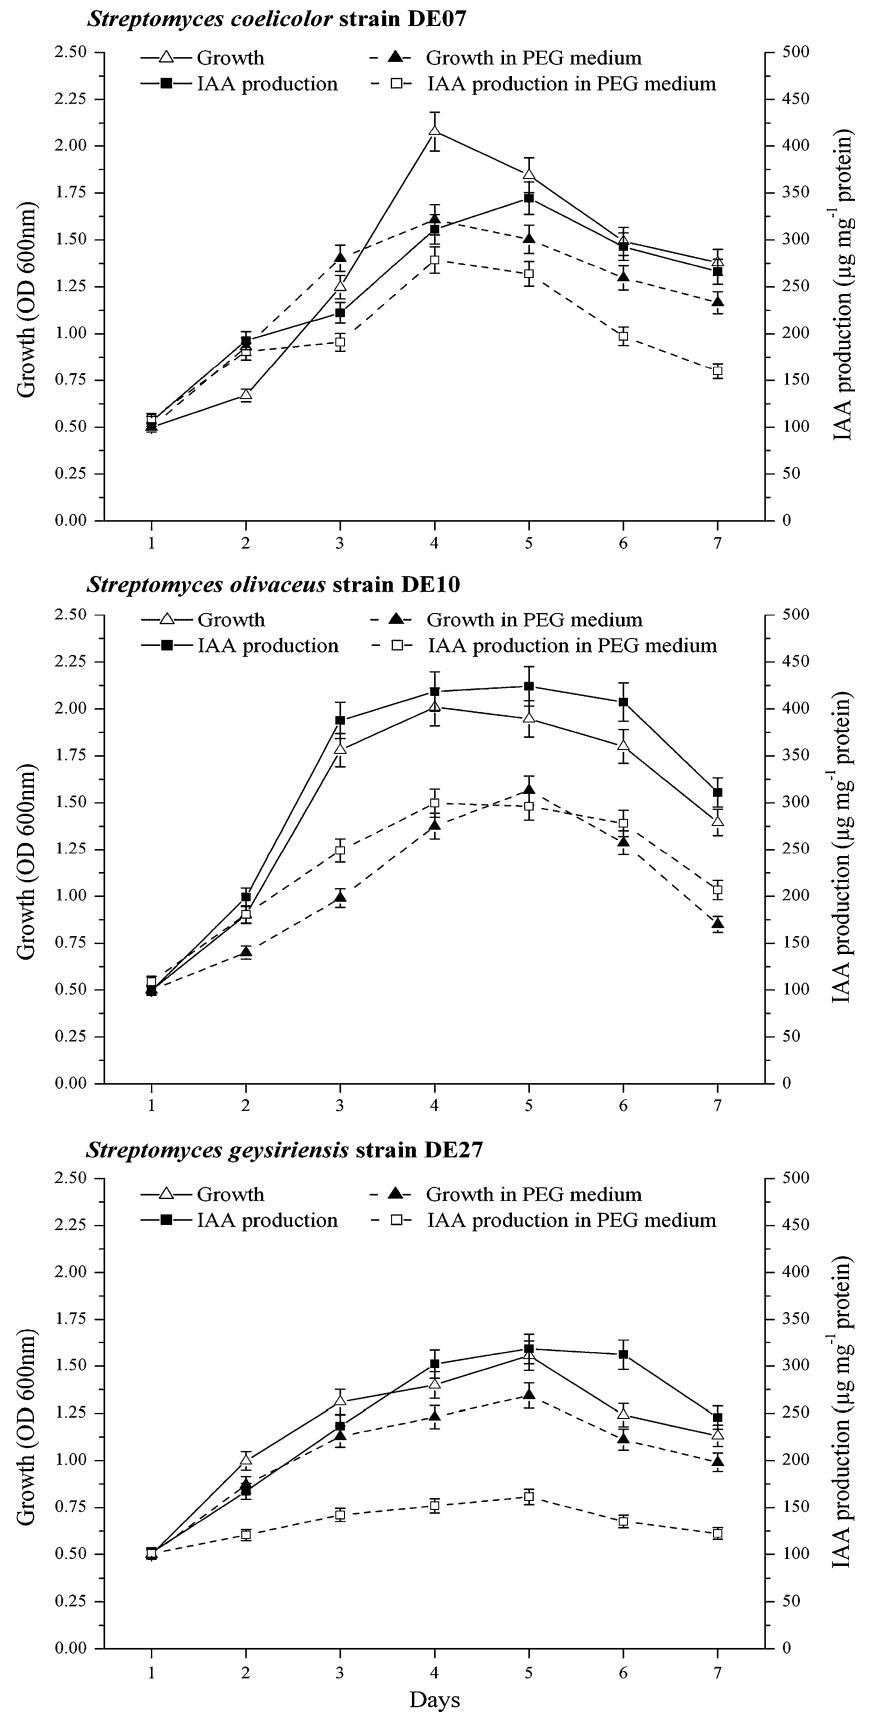 Streptomyces coelicolor strain DE07
Growth
Growth in PEG medium
IAA production
IAA production in PEG medium
2.50
2.25
2.00
1.75
1.50
1.25
1.00
0.75
0.50
0.25
0.00
Growth (OD 600nm)
500
450
400
350
300
250
200
150
100
50
0
IAA production (µg mg⁻¹ protein)
1 2 3 4 5 6 7
Streptomyces olivaceus strain DE10
Growth
Growth in PEG medium
IAA production
IAA production in PEG medium
2.50
2.25
2.00
1.75
1.50
1.25
1.00
0.75
0.50
0.25
0.00
Growth (OD 600nm)
500
450
400
350
300
250
200
150
100
50
0
IAA production (µg mg⁻¹ protein)
1 2 3 4 5 6 7
Streptomyces geysiriensis strain DE27
Growth
Growth in PEG medium
IAA production
IAA production in PEG medium
2.50
2.25
2.00
1.75
1.50
1.25
1.00
0.75
0.50
0.25
0.00
Growth (OD 600nm)
500
450
400
350
300
250
200
150
100
50
0
IAA production (µg mg⁻¹ protein)
1 2 3 4 5 6 7
Days